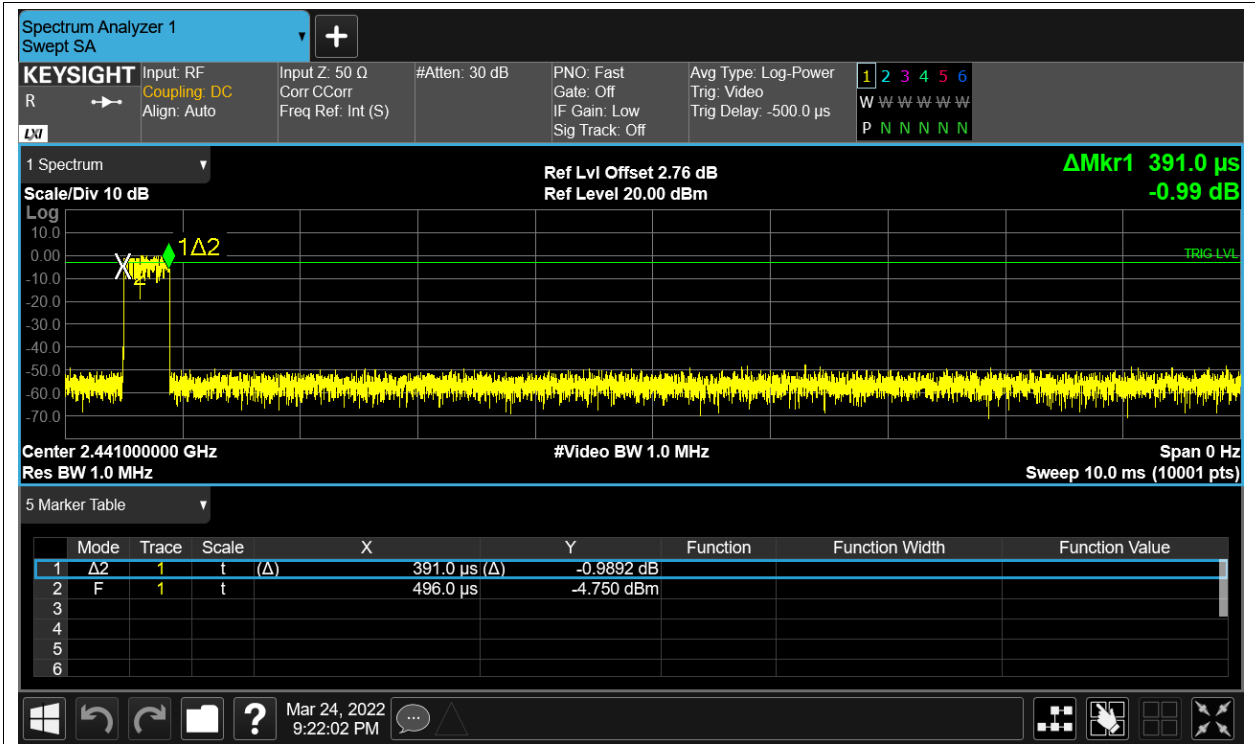 Spectrum Analyzer 1
Swept SA
KEYSIGHT
R
LXI
Input: RF
Coupling: DC
Align: Auto
Input Z: 50 Ω
Corr CCorr
Freq Ref: Int (S)
#Atten: 30 dB
PNO: Fast
Gate: Off
IF Gain: Low
Sig Track: Off
Avg Type: Log-Power
Trig: Video
Trig Delay: -500.0 µs
1 2 3 4 5 6
W W W W W W
P N N N N N
1 Spectrum
Scale/Div 10 dB
Ref Lvl Offset 2.76 dB
Ref Level 20.00 dBm
ΔMkr1 391.0 µs
-0.99 dB
Log
10.0
0.00
-10.0
-20.0
-30.0
-40.0
-50.0
-60.0
-70.0
1Δ2
X
2
TRIG LVL
Center 2.441000000 GHz
Res BW 1.0 MHz
#Video BW 1.0 MHz
Span 0 Hz
Sweep 10.0 ms (10001 pts)
5 Marker Table
Mode Trace Scale X Y Function Function Width Function Value
1 Δ2 1 t (Δ) 391.0 µs (Δ) -0.9892 dB
2 F 1 t 496.0 µs -4.750 dBm
3
4
5
6
?
Mar 24, 2022
9:22:02 PM